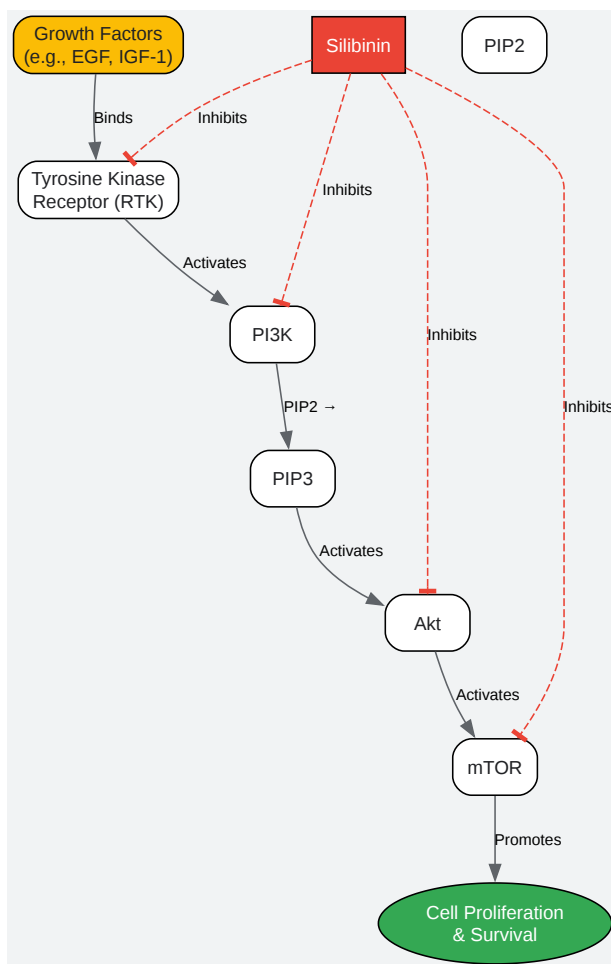 Growth Factors
(e.g., EGF, IGF-1)
Silibinin
PIP2
Binds
Inhibits
Tyrosine Kinase
Receptor (RTK)
Inhibits
Activates
PI3K
Inhibits
PIP2 →
Inhibits
PIP3
Activates
Akt
Activates
mTOR
Promotes
Cell Proliferation
& Survival